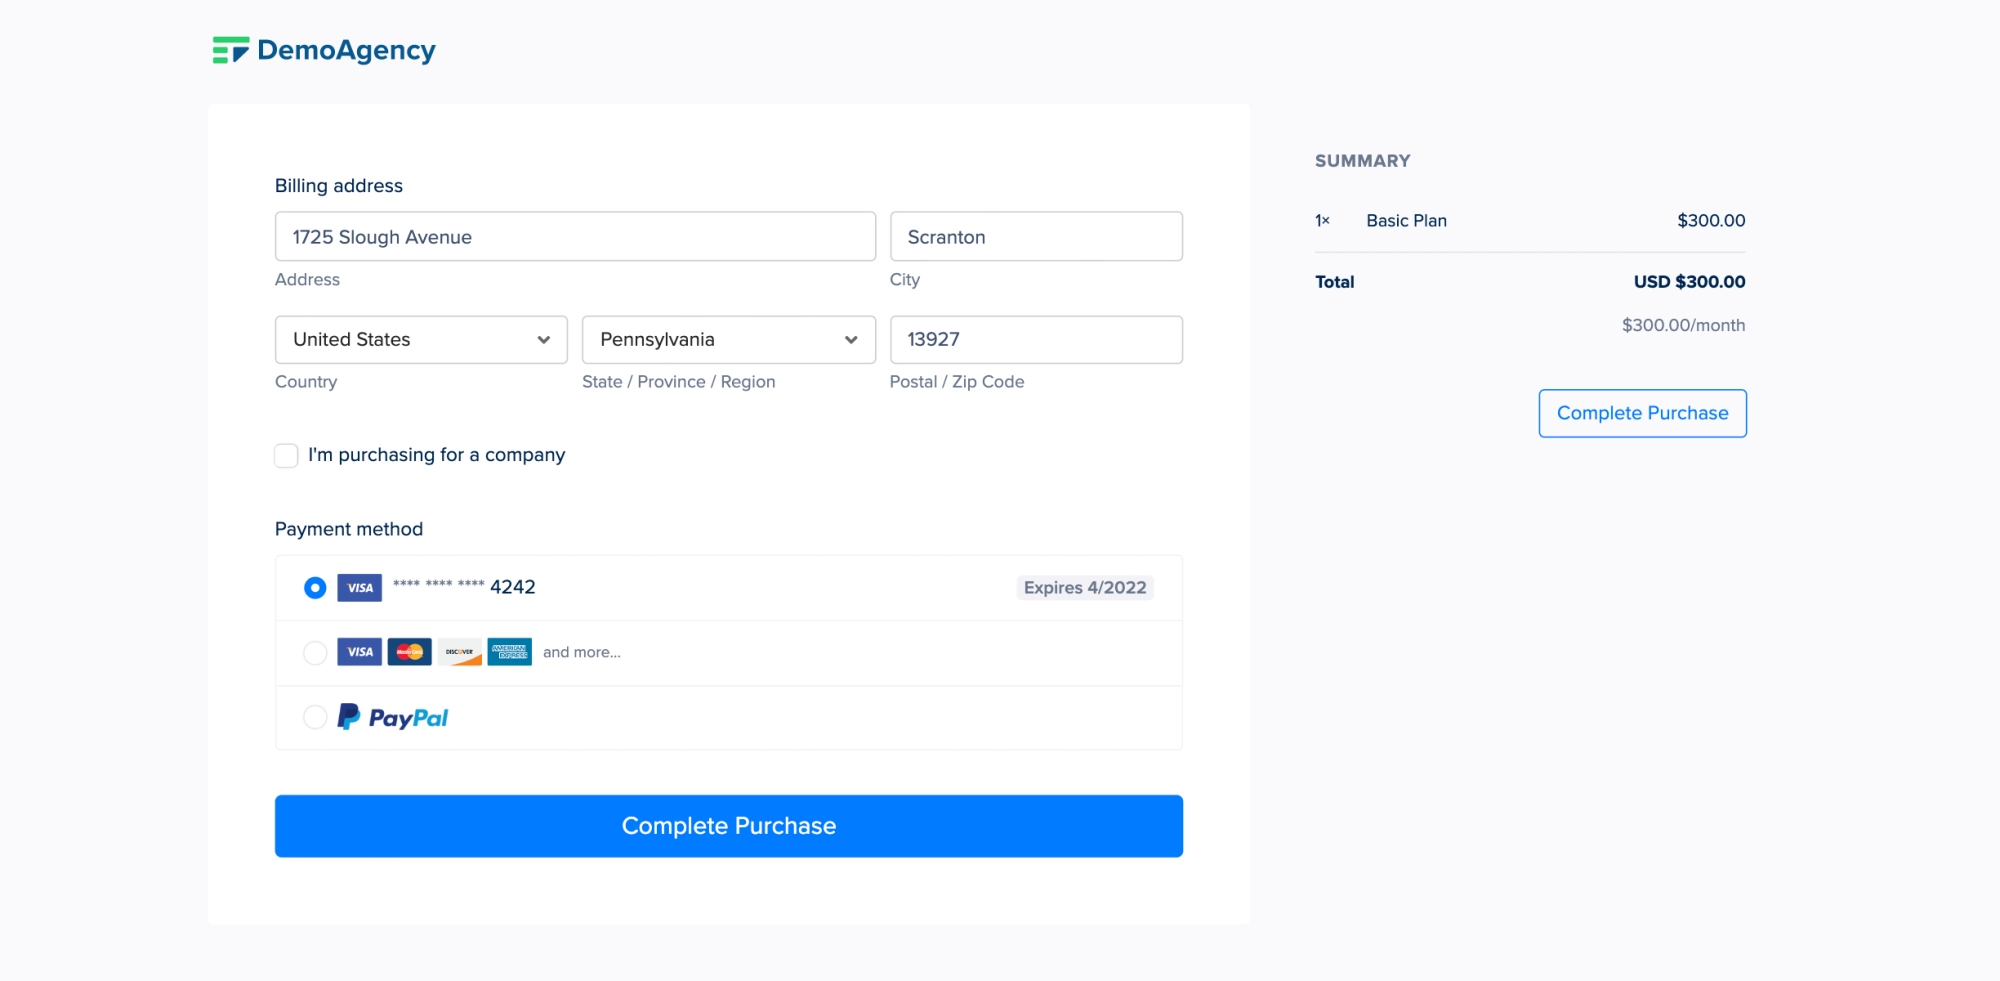 DemoAgency
Billing address
1725 Slough Avenue
Scranton
Address
City
United States
Pennsylvania
13927
Country
State / Province / Region
Postal / Zip Code
I'm purchasing for a company
Payment method
VISA **** **** **** 4242
Expires 4/2022
VISA MasterCard DISCOVER AMERICAN EXPRESS and more...
PayPal
Complete Purchase
SUMMARY
1× Basic Plan $300.00
Total USD $300.00
$300.00/month
Complete Purchase